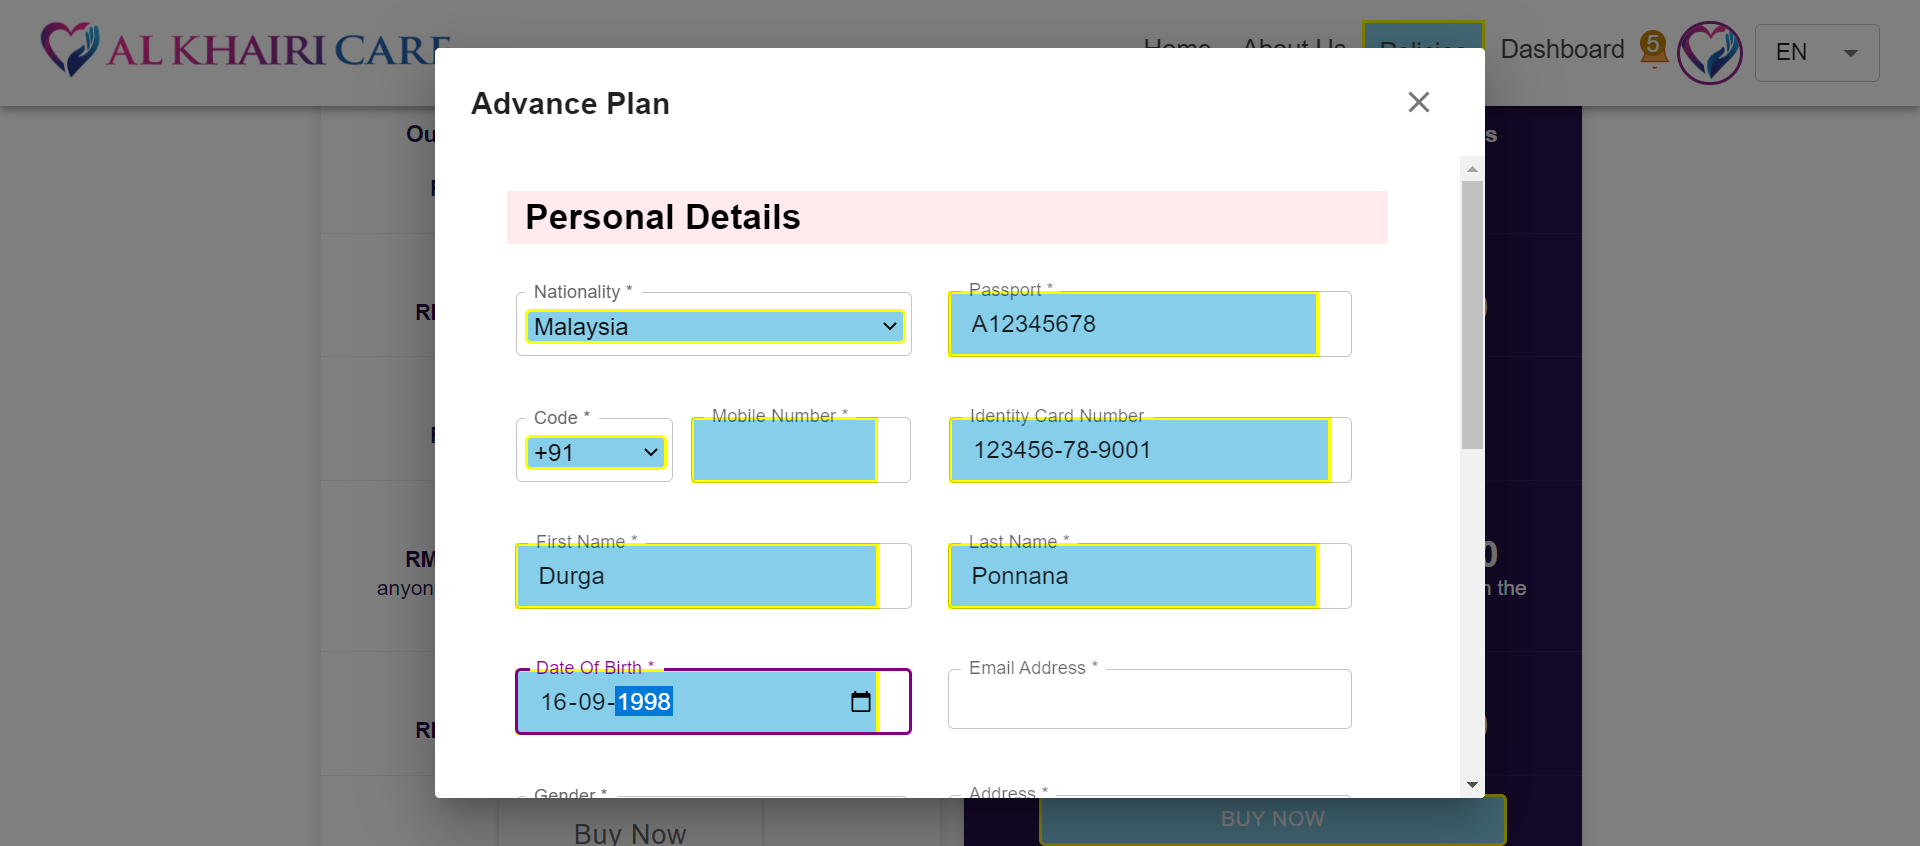 AL KHAIRI CARE
Home About Us Policies Dashboard 5 EN
Advance Plan
Personal Details
Nationality *
Malaysia
Passport *
A12345678
Code *
+91
Mobile Number *
Identity Card Number
123456-78-9001
First Name *
Durga
Last Name *
Ponnana
Date Of Birth *
16-09-1998
Email Address *
Gender *
Address *
Ou
s
RM
anyon
the
Buy Now
BUY NOW